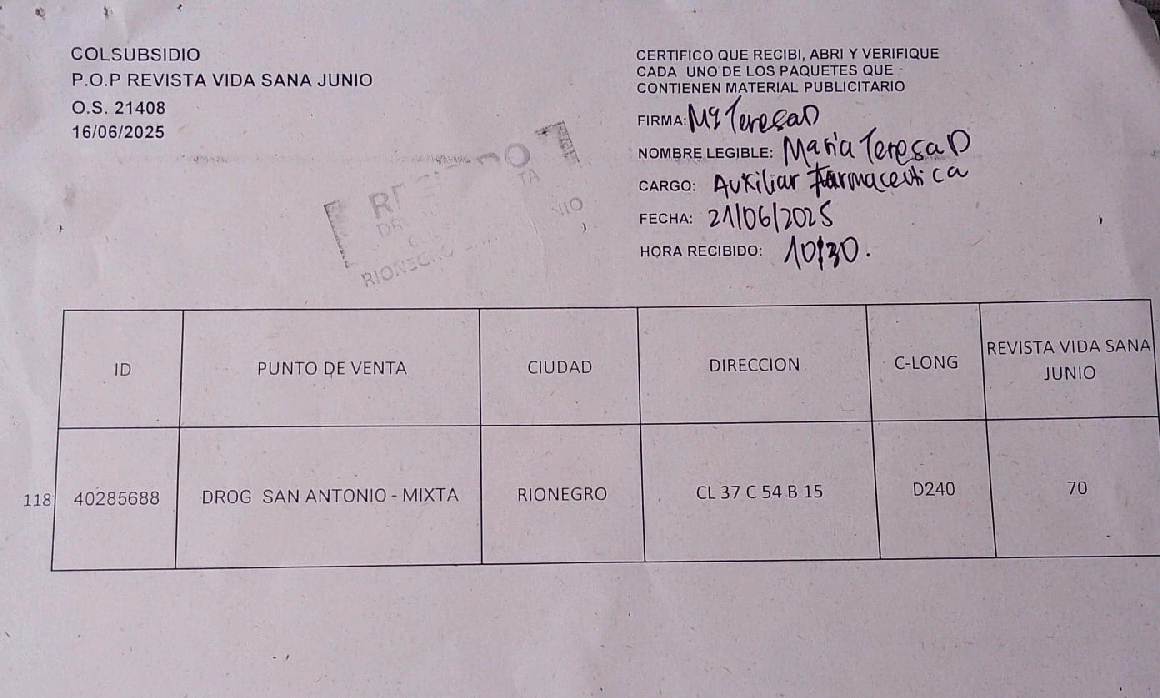 COLSUBSIDIO
P.O.P REVISTA VIDA SANA JUNIO
O.S. 21408
16/06/2025
CERTIFICO QUE RECIBI, ABRI Y VERIFIQUE
CADA UNO DE LOS PAQUETES QUE
CONTIENEN MATERIAL PUBLICITARIO
FIRMA: Mª TeresaD
NOMBRE LEGIBLE: Maria TeresaD
CARGO: Auxiliar Farmaceutica
FECHA: 21/06/2025
HORA RECIBIDO: 10:30.
RIONEGRO
ID PUNTO DE VENTA CIUDAD DIRECCION C-LONG REVISTA VIDA SANA
JUNIO
118 40285688 DROG SAN ANTONIO - MIXTA RIONEGRO CL 37 C 54 B 15 D240 70